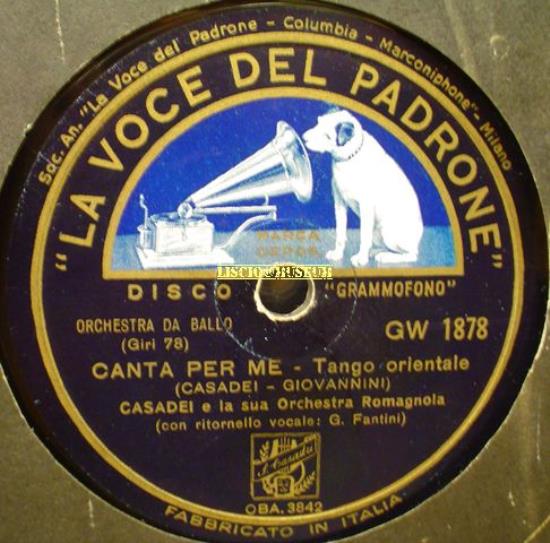 Soc. An. "La Voce del Padrone - Columbia - Marconiphone" - Milano
"LA VOCE DEL PADRONE"
MARCA
DEPOS.
LISCIO@MUSEUM
DISCO "GRAMMOFONO"
ORCHESTRA DA BALLO
(Giri 78)
GW 1878
CANTA PER ME - Tango orientale
(CASADEI - GIOVANNINI)
CASADEI e la sua Orchestra Romagnola
(con ritornello vocale: G. Fantini)
S. Casadei
OBA. 3842
FABBRICATO IN ITALIA